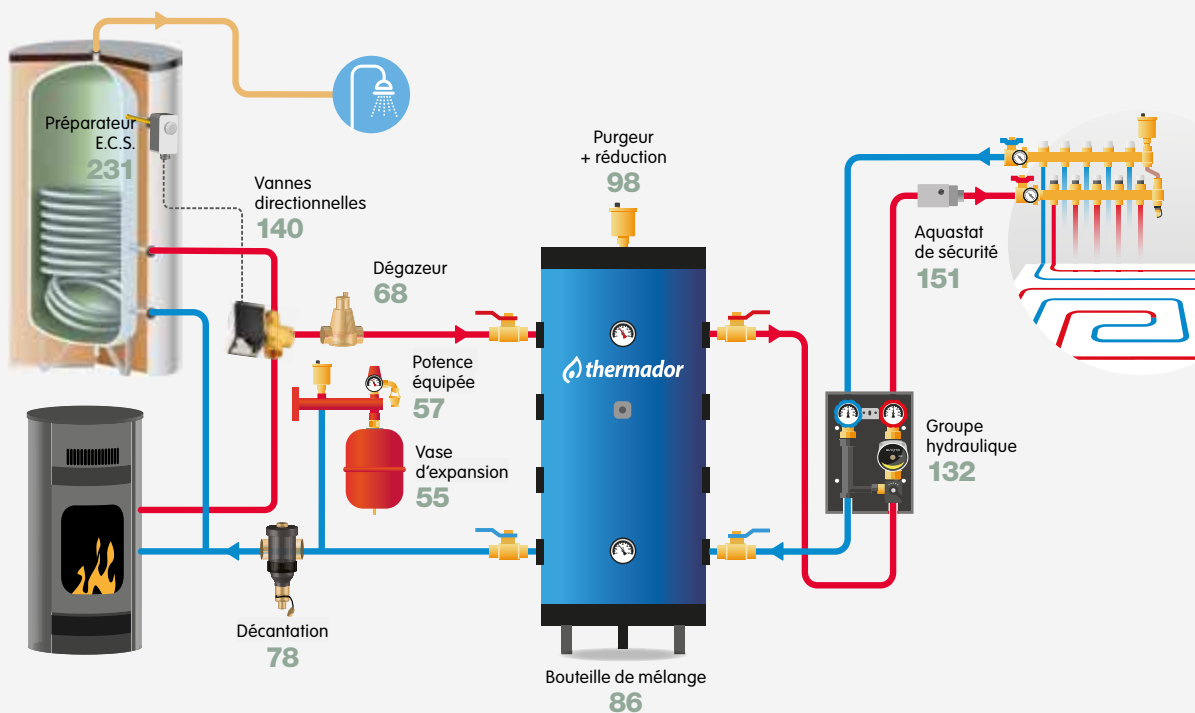 Préparateur
E.C.S.
231
Vannes
directionnelles
140
Dégazeur
68
Potence
équipée
57
Vase
d'expansion
55
Décantation
78
Purgeur
+ réduction
98
thermador
Bouteille de mélange
86
Aquastat
de sécurité
151
Groupe
hydraulique
132